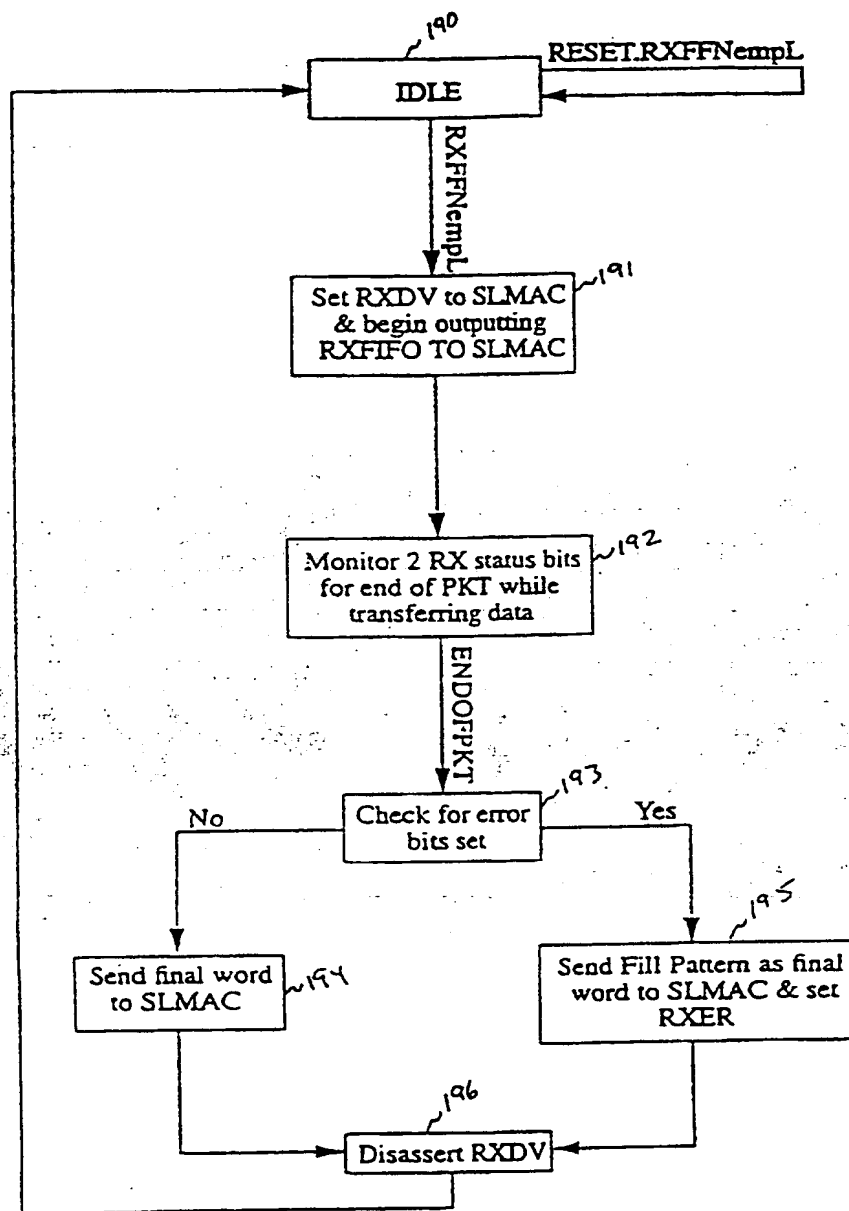 190
RESET.RXFFNempL
IDLE
RXFFNempL
191
Set RXDV to SLMAC
& begin outputting
RXFIFO TO SLMAC
192
Monitor 2 RX status bits
for end of PKT while
transferring data
ENDOFPKT
193
No
Check for error
bits set
Yes
195
Send final word
to SLMAC
194
Send Fill Pattern as final
word to SLMAC & set
RXER
196
Disassert RXDV